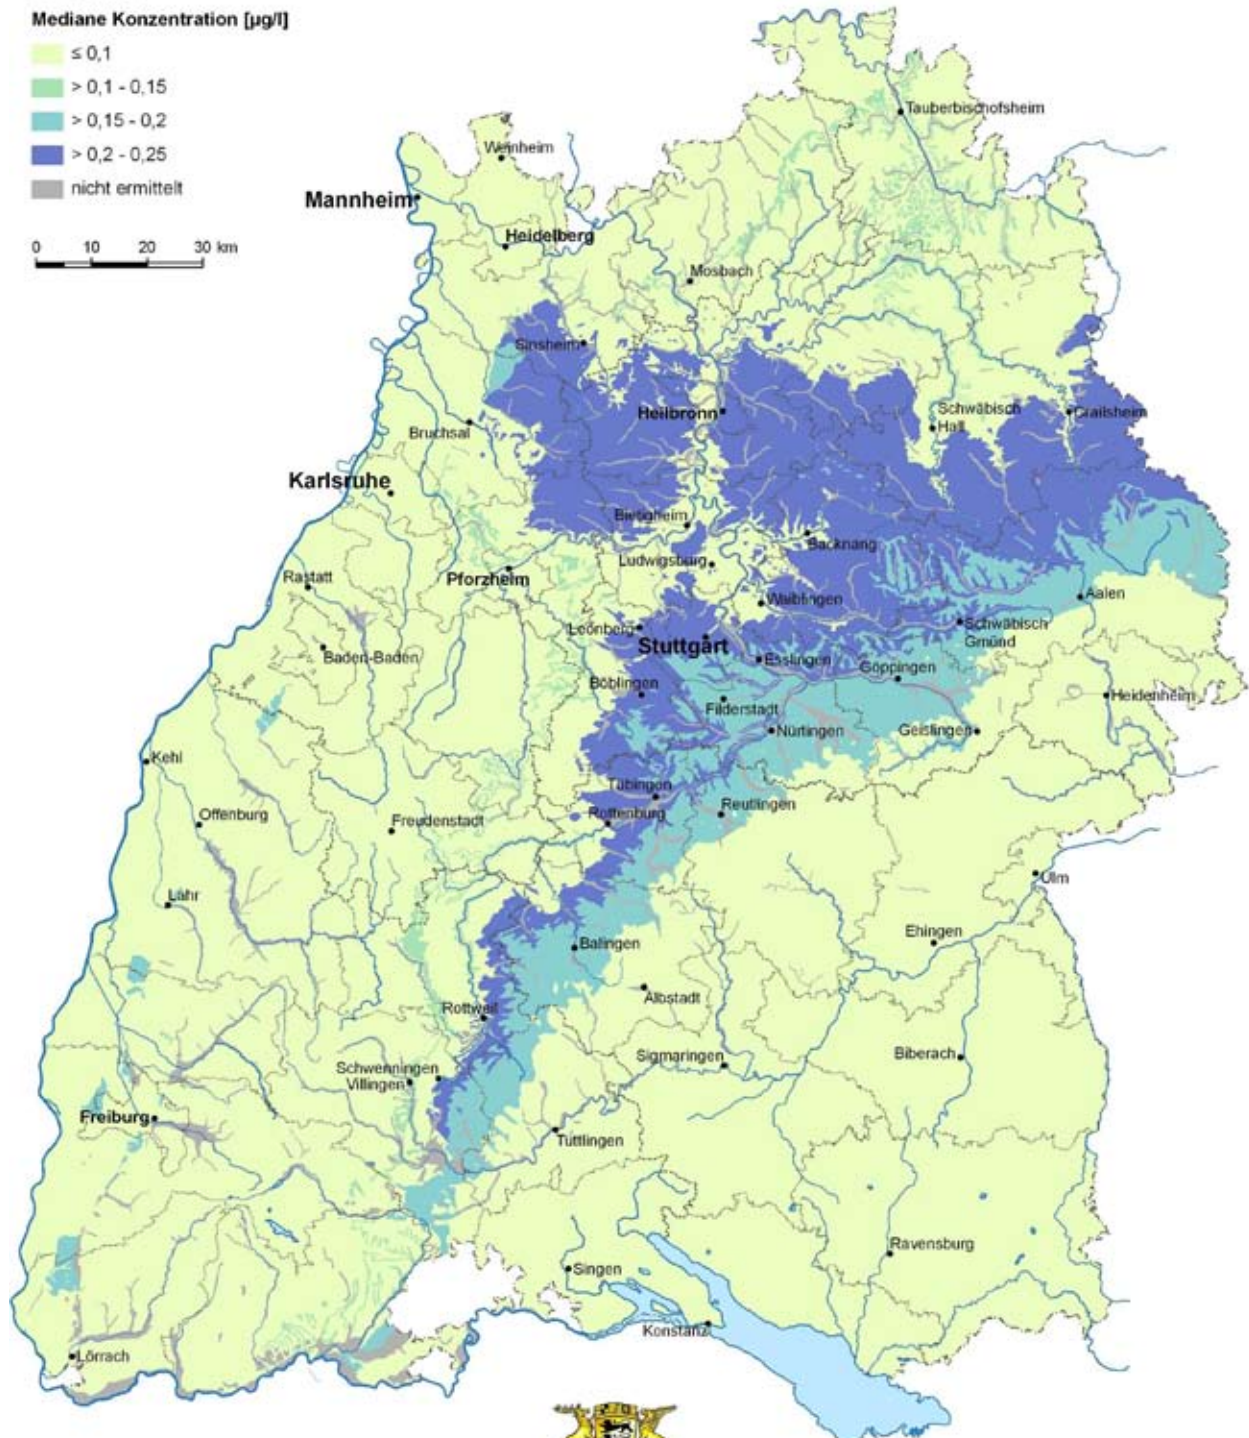 Mediane Konzentration [µg/l]
≤ 0,1
> 0,1 - 0,15
> 0,15 - 0,2
> 0,2 - 0,25
nicht ermittelt
0 10 20 30 km
Tauberbischofsheim
Weinheim
Mannheim
Heidelberg
Mosbach
Sinsheim
Heilbronn
Schwäbisch
Hall
Crailsheim
Bruchsal
Karlsruhe
Bietigheim
Backnang
Ludwigsburg
Rastatt
Pforzheim
Waiblingen
Aalen
Leonberg
Stuttgart
Schwäbisch
Gmünd
Baden-Baden
Esslingen
Göppingen
Böblingen
Filderstadt
Heidenheim
Nürtingen
Geislingen
Kehl
Tübingen
Reutlingen
Offenburg
Freudenstadt
Rottenburg
Ulm
Lahr
Ehingen
Balingen
Albstadt
Rottweil
Sigmaringen
Biberach
Schwenningen
Villingen
Freiburg
Tuttlingen
Ravensburg
Singen
Konstanz
Lörrach